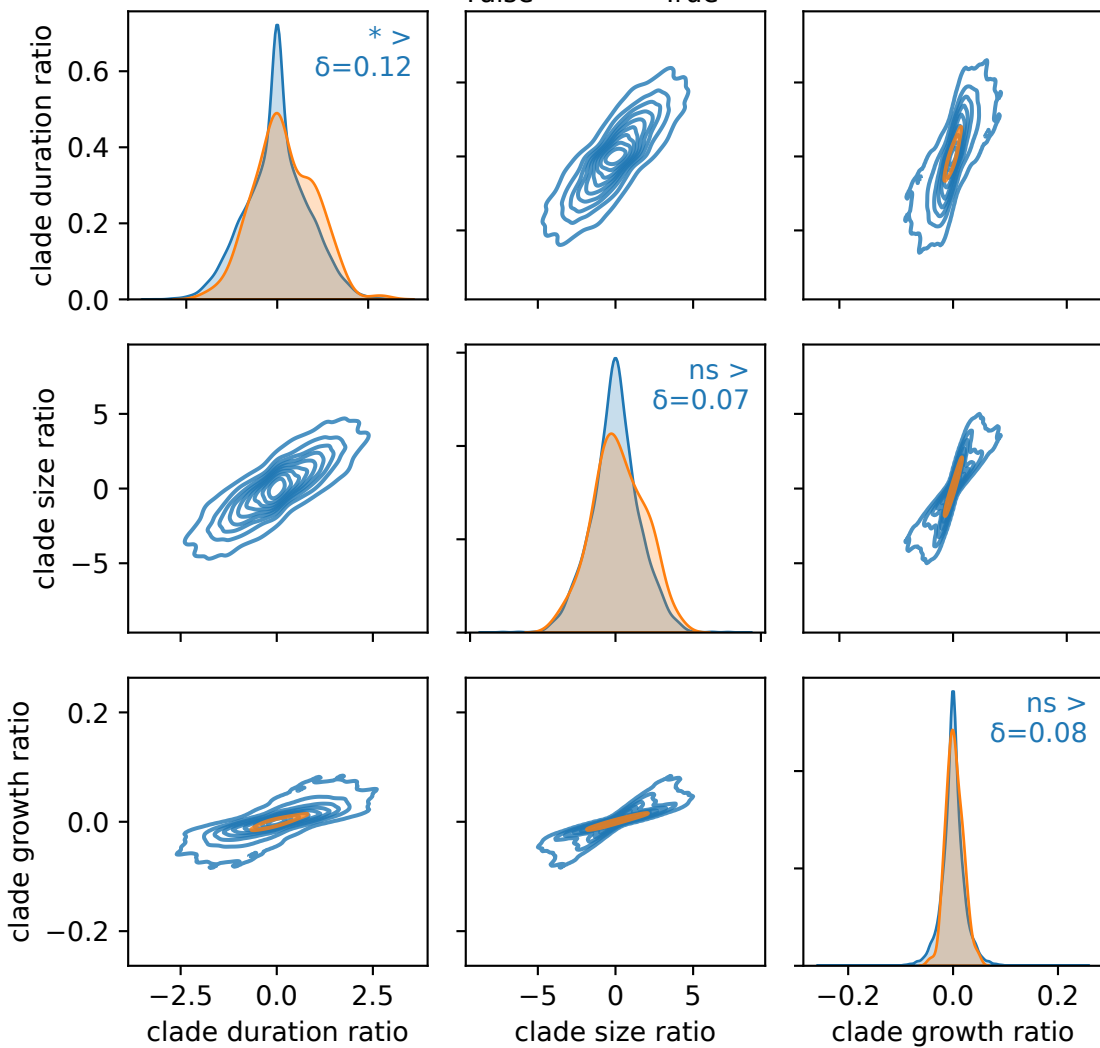 clade duration ratio
0.6
0.4
0.2
0.0
* >
δ=0.12
clade size ratio
5
0
−5
ns >
δ=0.07
clade growth ratio
0.2
0.0
−0.2
ns >
δ=0.08
−2.5 0.0 2.5
−5 0 5
−0.2 0.0 0.2
clade duration ratio
clade size ratio
clade growth ratio